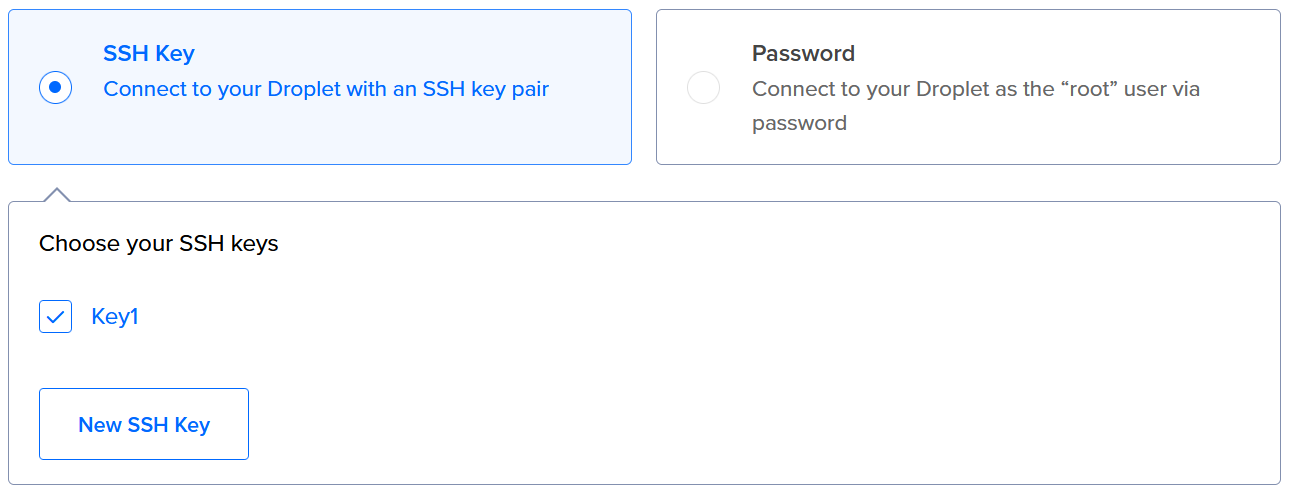 SSH Key
Connect to your Droplet with an SSH key pair
Password
Connect to your Droplet as the “root” user via
password
Choose your SSH keys
Key1
New SSH Key